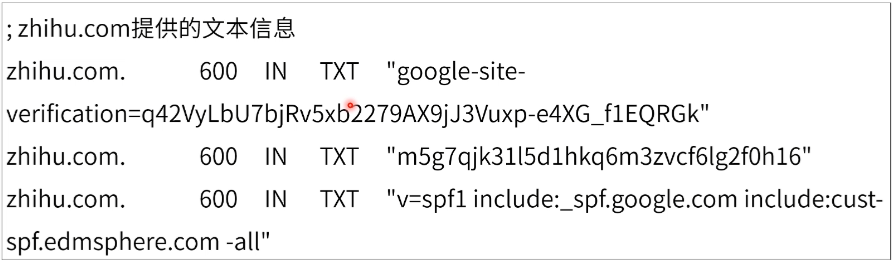 ; zhihu.com提供的文本信息
zhihu.com. 600 IN TXT "google-site-
verification=q42VyLbU7bjRv5xb2279AX9jJ3Vuxp-e4XG_f1EQRGk"
zhihu.com. 600 IN TXT "m5g7qjk31l5d1hkq6m3zvcf6lg2f0h16"
zhihu.com. 600 IN TXT "v=spf1 include:_spf.google.com include:cust-
spf.edmsphere.com -all"